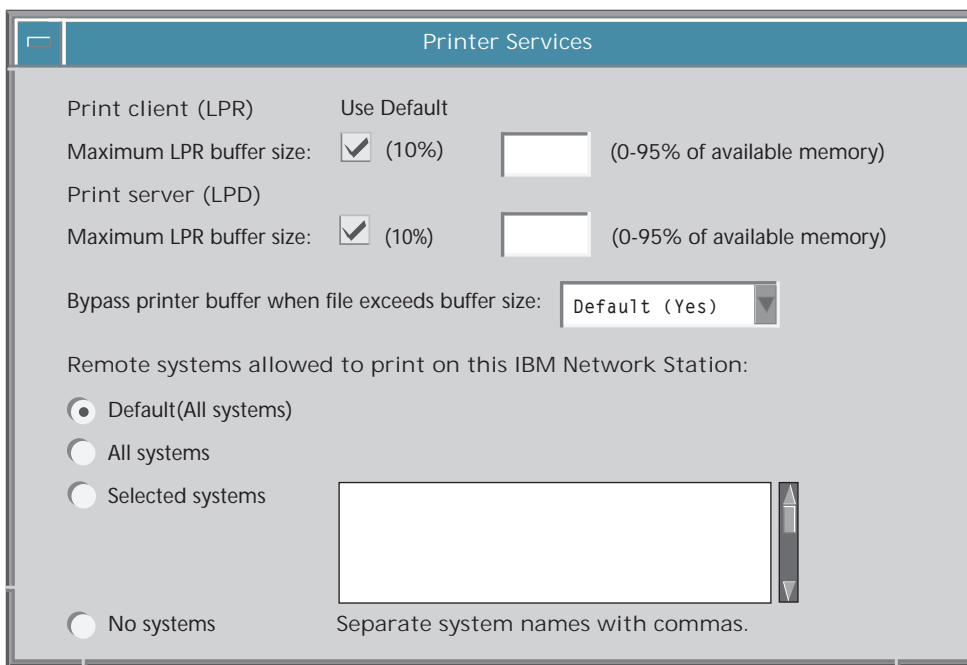 Printer Services
Print client (LPR) Use Default
Maximum LPR buffer size: (10%) (0-95% of available memory)
Print server (LPD)
Maximum LPR buffer size: (10%) (0-95% of available memory)
Bypass printer buffer when file exceeds buffer size: Default (Yes)
Remote systems allowed to print on this IBM Network Station:
Default(All systems)
All systems
Selected systems
No systems Separate system names with commas.